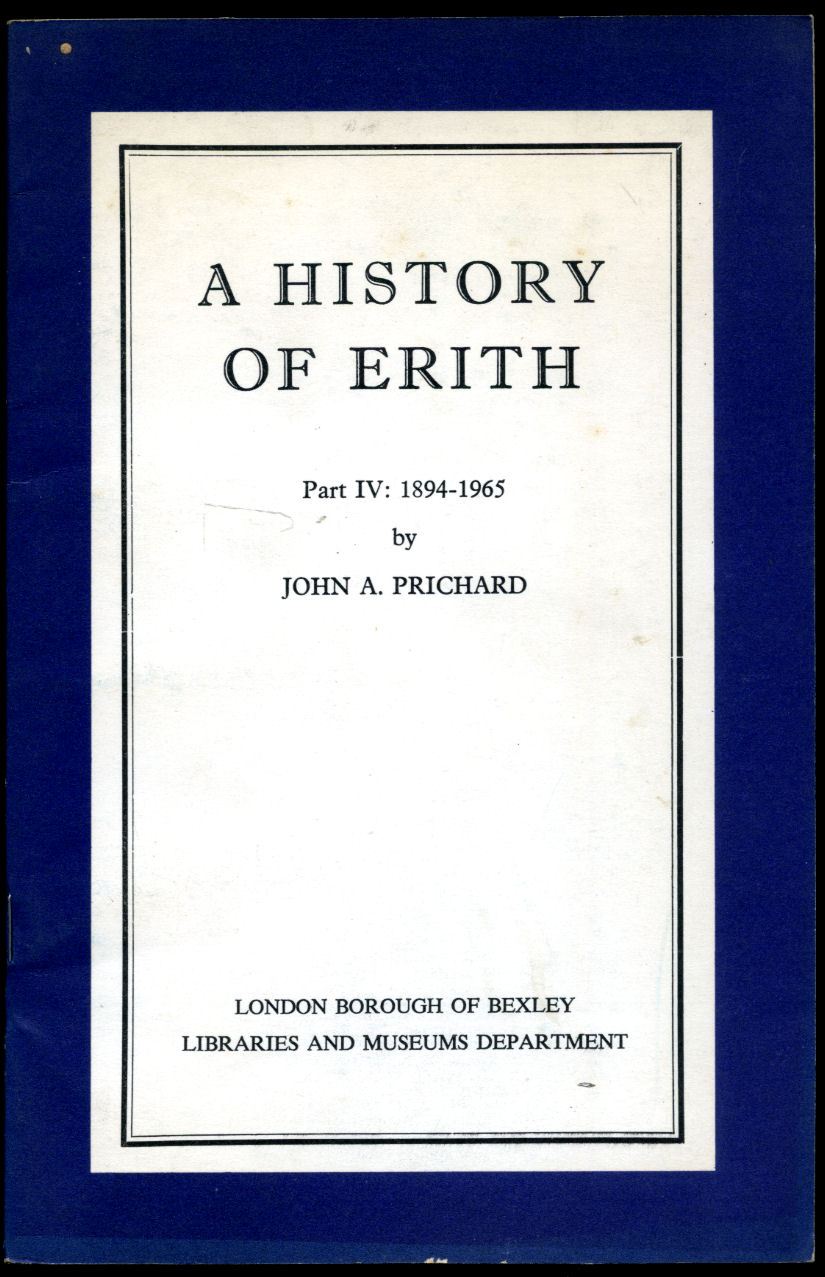 A HISTORY
OF ERITH
Part IV: 1894-1965
by
JOHN A. PRICHARD
LONDON BOROUGH OF BEXLEY
LIBRARIES AND MUSEUMS DEPARTMENT